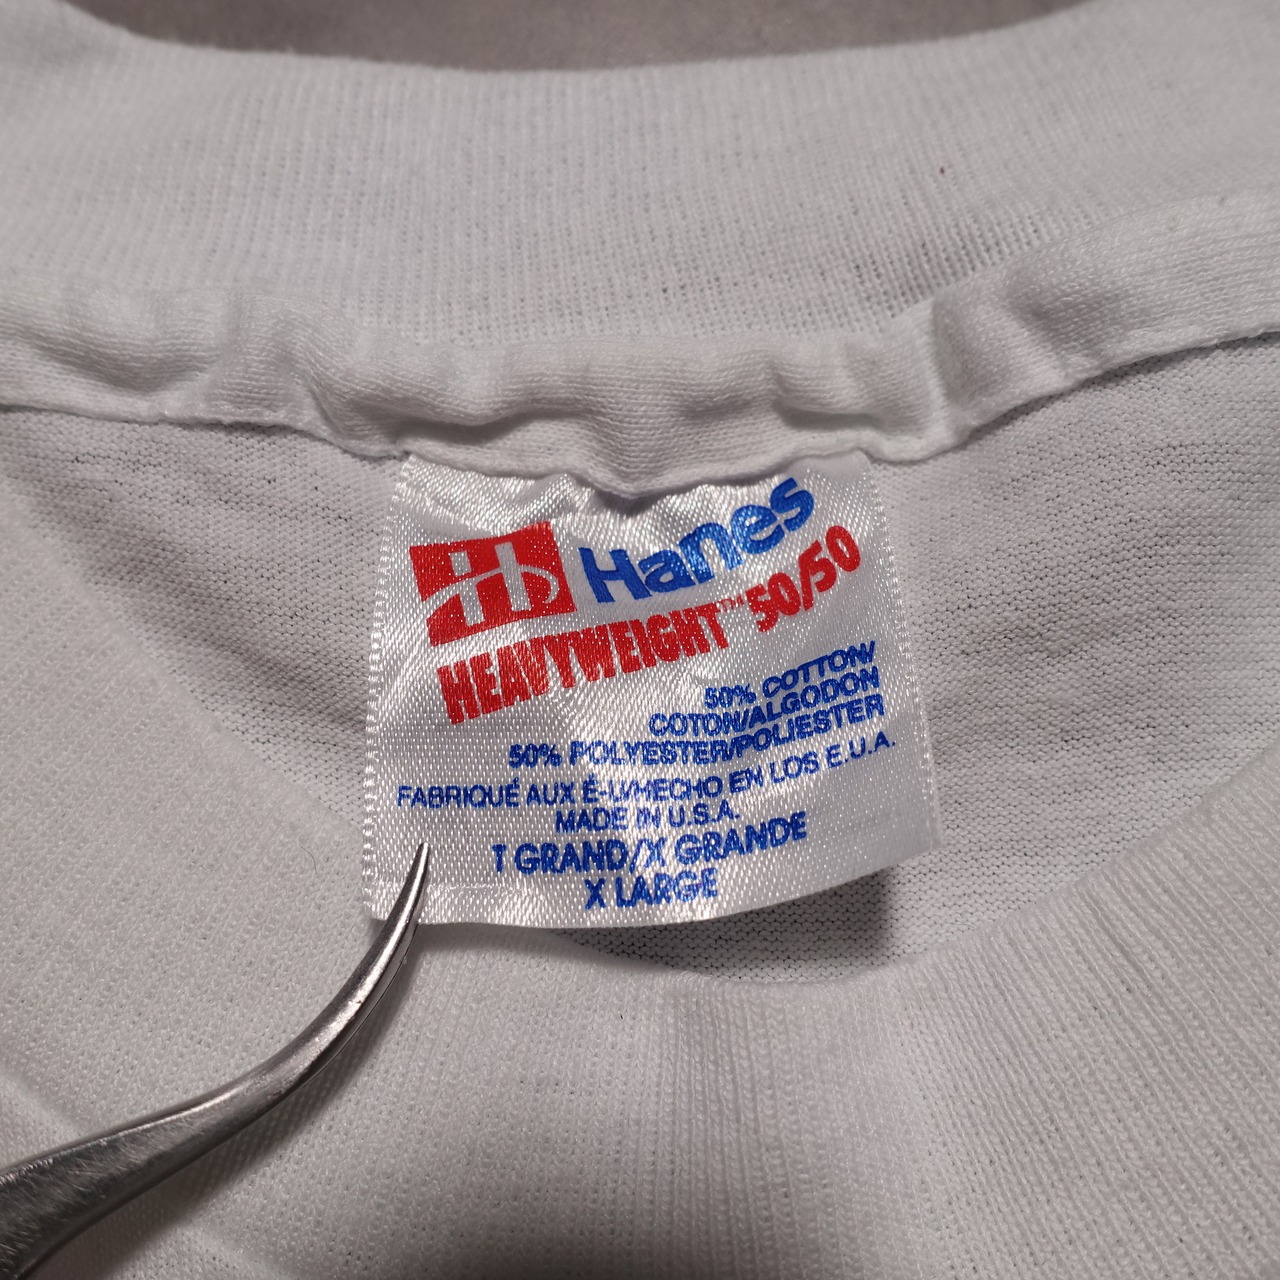 Hanes
HEAVYWEIGHT™ 50/50
50% COTTON/
COTON/ALGODON
50% POLYESTER/POLIESTER
FABRIQUÉ AUX É-U/HECHO EN LOS E.U.A.
MADE IN U.S.A.
T GRAND/X GRANDE
X LARGE